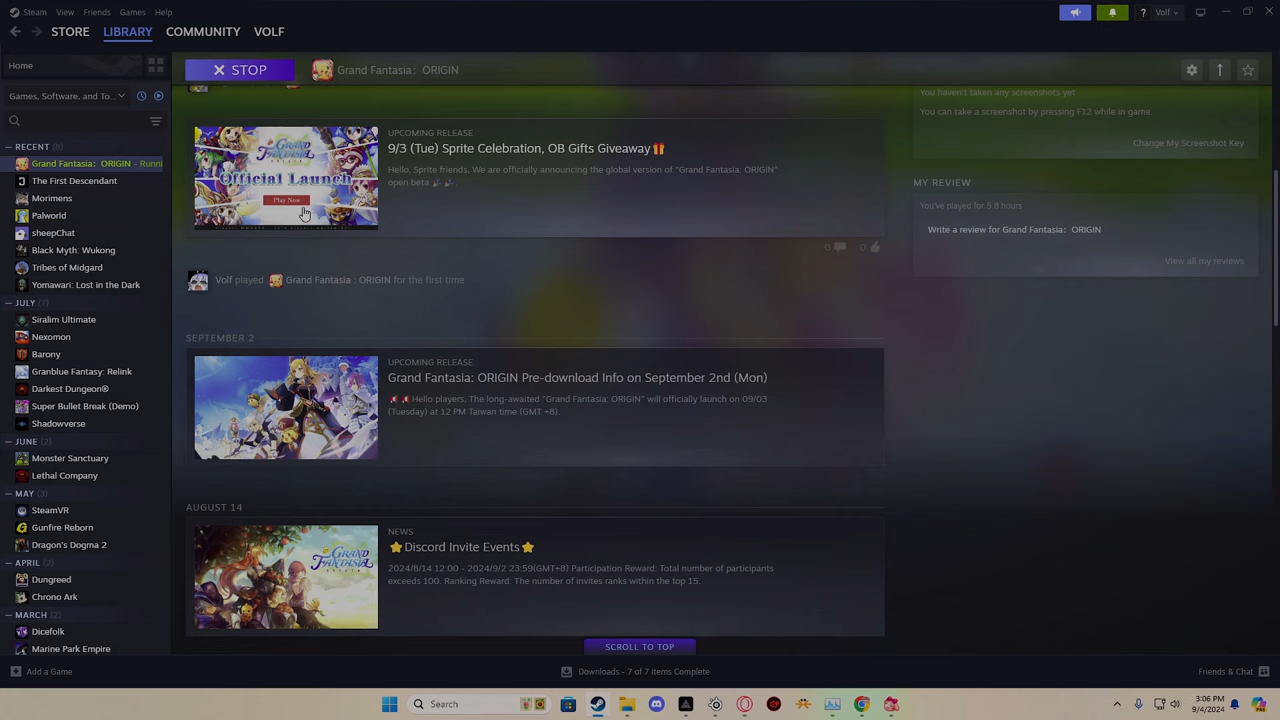 Steam View Friends Games Help
Volf
STORE LIBRARY COMMUNITY VOLF
Home
STOP
Grand Fantasia：ORIGIN
Games, Software, and To...
RECENT (8)
Grand Fantasia：ORIGIN - Runni
The First Descendant
Morimens
Palworld
sheepChat
Black Myth: Wukong
Tribes of Midgard
Yomawari: Lost in the Dark
JULY (7)
Siralim Ultimate
Nexomon
Barony
Granblue Fantasy: Relink
Darkest Dungeon®
Super Bullet Break (Demo)
Shadowverse
JUNE (2)
Monster Sanctuary
Lethal Company
MAY (3)
SteamVR
Gunfire Reborn
Dragon's Dogma 2
APRIL (2)
Dungreed
Chrono Ark
MARCH (2)
Dicefolk
Marine Park Empire
GRAND FANTASIA
Official Launch
Play Now
UPCOMING RELEASE
9/3 (Tue) Sprite Celebration, OB Gifts Giveaway
Hello, Sprite friends, We are officially announcing the global version of "Grand Fantasia: ORIGIN"
open beta 🎉🎉.
0 0
Volf played Grand Fantasia : ORIGIN for the first time
SEPTEMBER 2
UPCOMING RELEASE
Grand Fantasia: ORIGIN Pre-download Info on September 2nd (Mon)
Hello players, The long-awaited "Grand Fantasia: ORIGIN" will officially launch on 09/03
(Tuesday) at 12 PM Taiwan time (GMT +8).
AUGUST 14
GRAND FANTASIA
NEWS
⭐Discord Invite Events⭐
2024/8/14 12:00 - 2024/9/2 23:59(GMT+8) Participation Reward: Total number of participants
exceeds 100. Ranking Reward: The number of invites ranks within the top 15.
SCROLL TO TOP
You haven't taken any screenshots yet
You can take a screenshot by pressing F12 while in game.
Change My Screenshot Key
MY REVIEW
You've played for 5.8 hours
Write a review for Grand Fantasia：ORIGIN
View all my reviews
Add a Game
Downloads - 7 of 7 Items Complete
Friends & Chat
Search
3:06 PM
9/4/2024